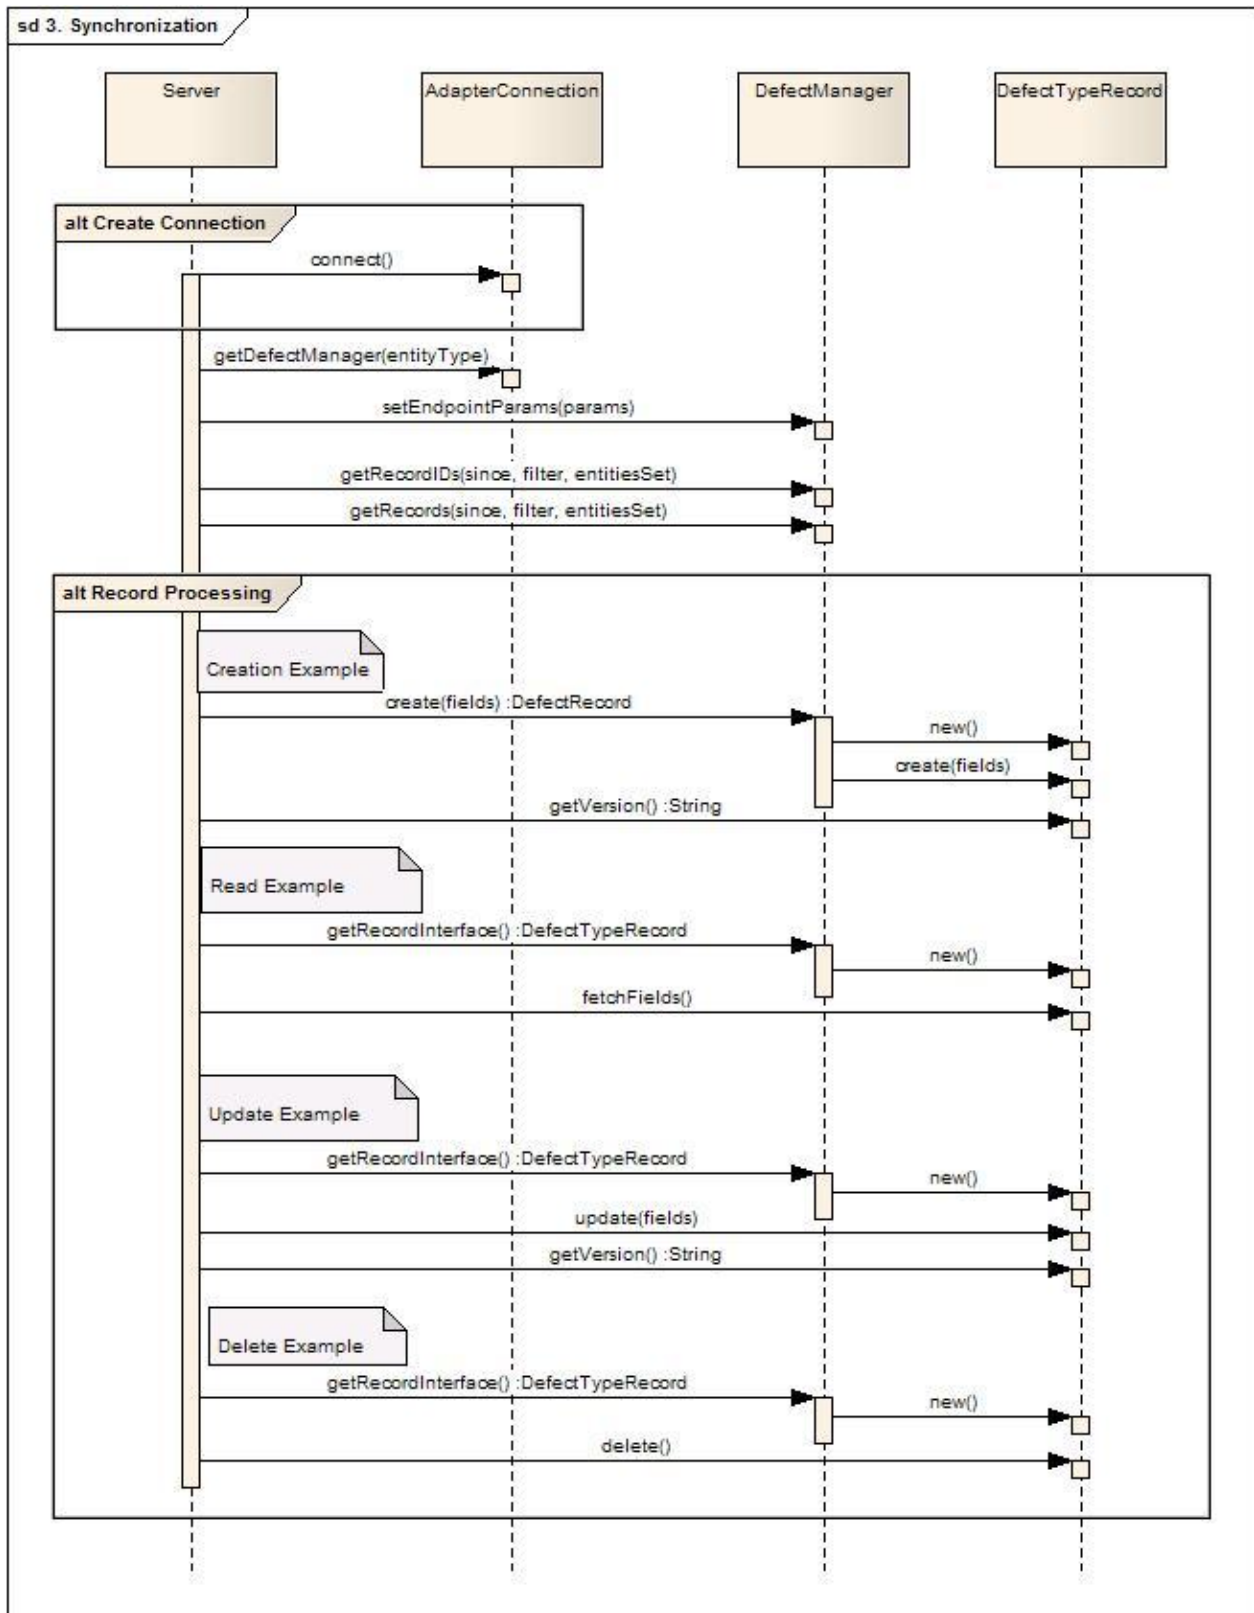 sd 3. Synchronization
Server
AdapterConnection
DefectManager
DefectTypeRecord
alt Create Connection
connect()
getDefectManager(entityType)
setEndpointParams(params)
getRecordIDs(since, filter, entitiesSet)
getRecords(since, filter, entitiesSet)
alt Record Processing
Creation Example
create(fields) :DefectRecord
new()
create(fields)
getVersion() :String
Read Example
getRecordInterface() :DefectTypeRecord
new()
fetchFields()
Update Example
getRecordInterface() :DefectTypeRecord
new()
update(fields)
getVersion() :String
Delete Example
getRecordInterface() :DefectTypeRecord
new()
delete()